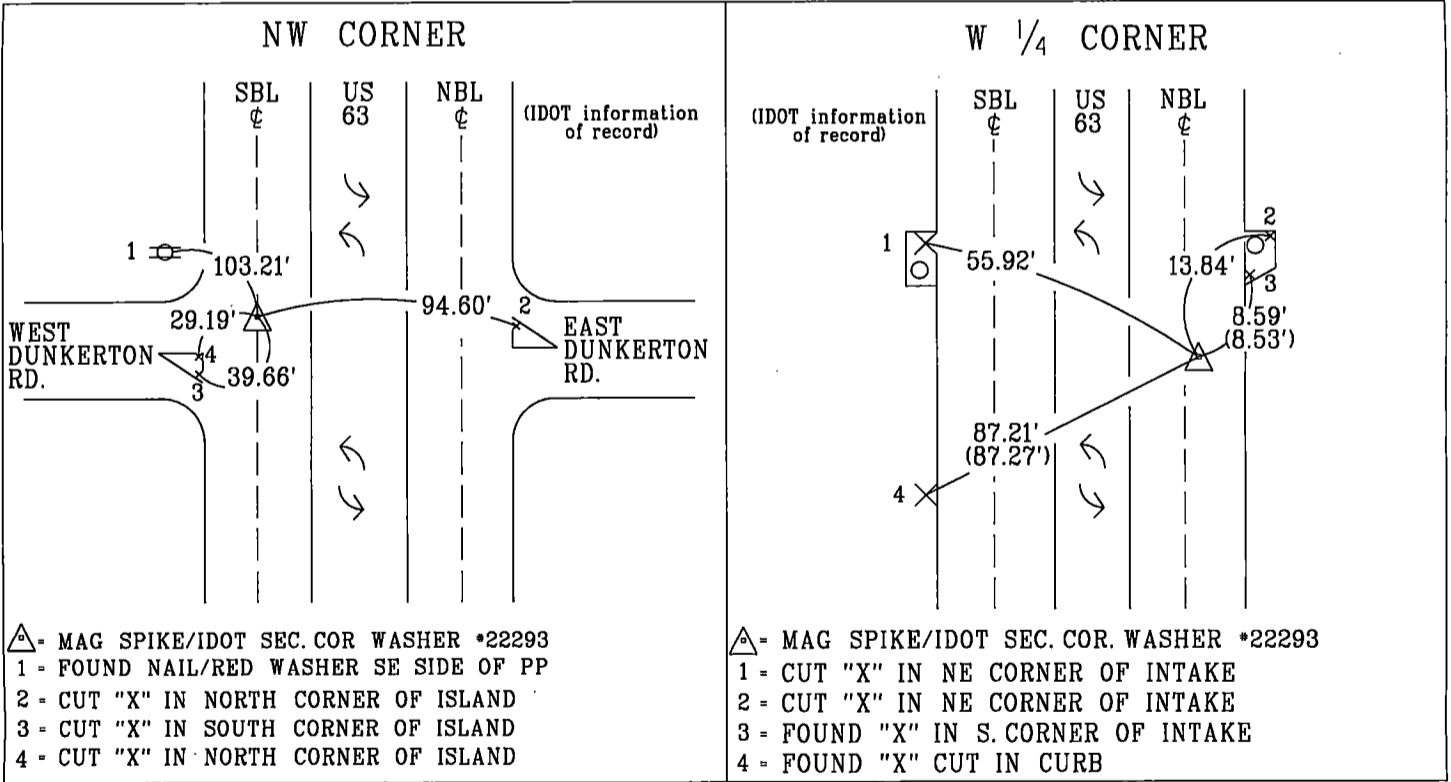 NW CORNER
SBL
℄
US
63
NBL
℄
(IDOT information
of record)
1
103.21'
94.60'
2
29.19'
WEST
DUNKERTON
RD.
4
39.66'
3
EAST
DUNKERTON
RD.
△= MAG SPIKE/IDOT SEC. COR WASHER *22293
1 = FOUND NAIL/RED WASHER SE SIDE OF PP
2 = CUT "X" IN NORTH CORNER OF ISLAND
3 = CUT "X" IN SOUTH CORNER OF ISLAND
4 = CUT "X" IN NORTH CORNER OF ISLAND
W 1/4 CORNER
(IDOT information
of record)
SBL
℄
US
63
NBL
℄
2
1
55.92'
13.84'
3
8.59'
(8.53')
87.21'
(87.27')
4
△= MAG SPIKE/IDOT SEC. COR. WASHER *22293
1 = CUT "X" IN NE CORNER OF INTAKE
2 = CUT "X" IN NE CORNER OF INTAKE
3 = FOUND "X" IN S. CORNER OF INTAKE
4 = FOUND "X" CUT IN CURB